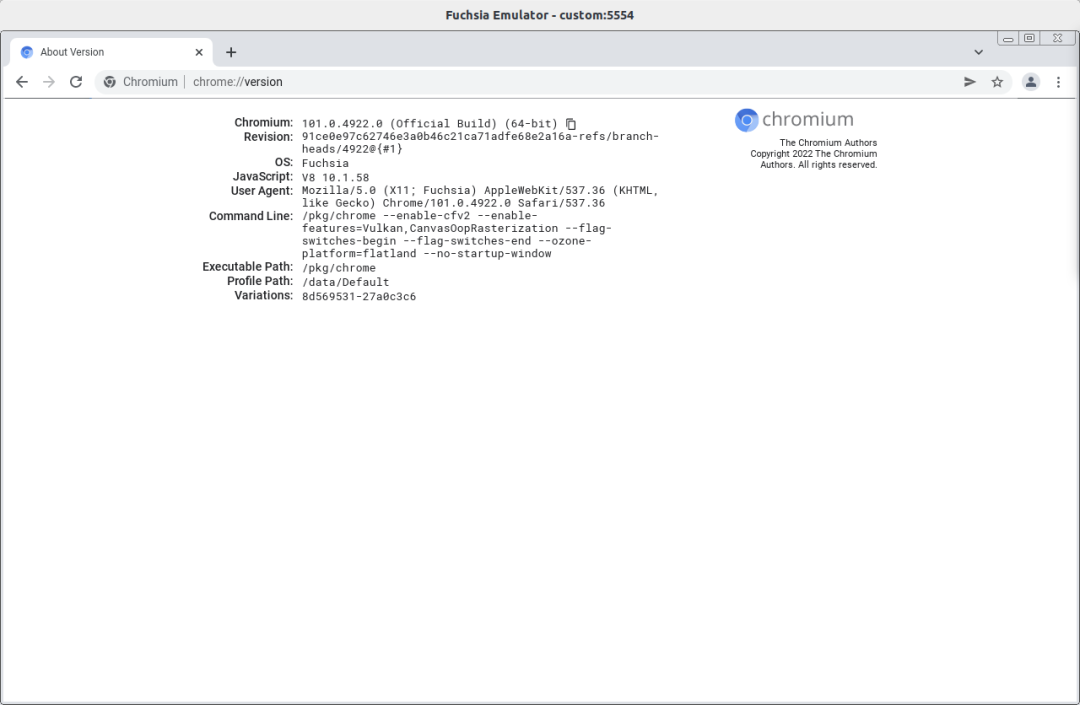 Fuchsia Emulator - custom:5554
About Version
Chromium | chrome://version
Chromium: 101.0.4922.0 (Official Build) (64-bit)
Revision: 91ce0e97c62746e3a0b46c21ca71adfe68e2a16a-refs/branch-
heads/4922@{#1}
OS: Fuchsia
JavaScript: V8 10.1.58
User Agent: Mozilla/5.0 (X11; Fuchsia) AppleWebKit/537.36 (KHTML,
like Gecko) Chrome/101.0.4922.0 Safari/537.36
Command Line: /pkg/chrome --enable-cfv2 --enable-
features=Vulkan,CanvasOopRasterization --flag-
switches-begin --flag-switches-end --ozone-
platform=flatland --no-startup-window
Executable Path: /pkg/chrome
Profile Path: /data/Default
Variations: 8d569531-27a0c3c6
chromium
The Chromium Authors
Copyright 2022 The Chromium
Authors. All rights reserved.